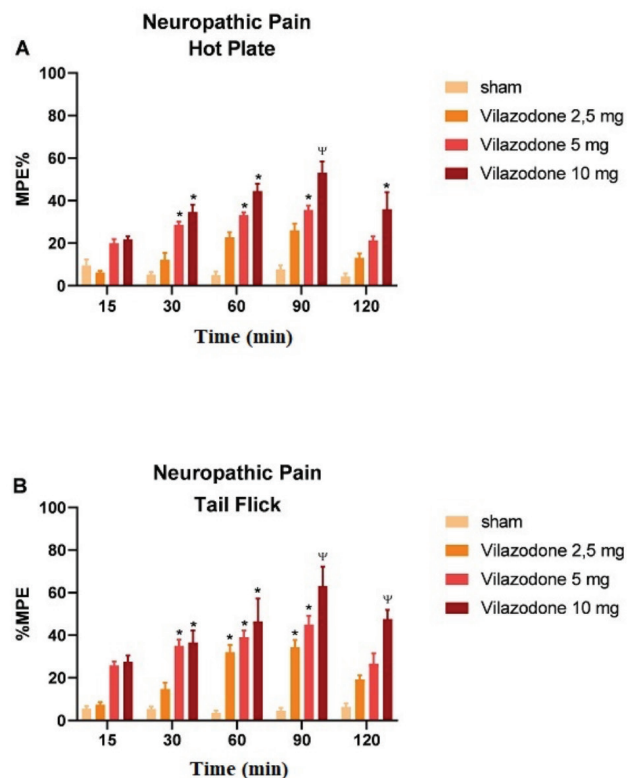 Neuropathic Pain
Hot Plate
A
100
80
60
40
20
0
MPE%
* * * * * Ψ *
15 30 60 90 120
Time (min)
sham
Vilazodone 2,5 mg
Vilazodone 5 mg
Vilazodone 10 mg
Neuropathic Pain
Tail Flick
B
100
80
60
40
20
0
%MPE
* * * * * * * Ψ Ψ
15 30 60 90 120
Time (min)
sham
Vilazodone 2,5 mg
Vilazodone 5 mg
Vilazodone 10 mg